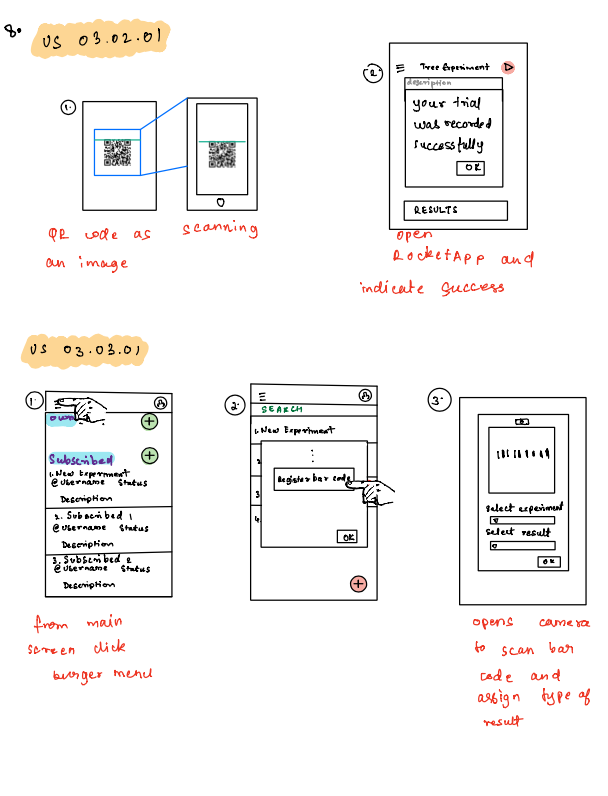 8.
US 03.02.01
1.
QR code as
an image
scanning
2.
Tree Experiment
description
your trial
was recorded
successfully
OK
RESULTS
open
RocketApp and
indicate success
US 03.03.01
1.
own
Subscribed
1. New Experiment
@Username Status
Description
2. Subscribed 1
@Username Status
Description
3. Subscribed 2
@Username Status
Description
from main
screen click
burger menu
2.
SEARCH
1. New Experiment
2
Register bar code
3
4.
OK
3.
select experiment
select result
OK
opens camera
to scan bar
code and
assign type of
result